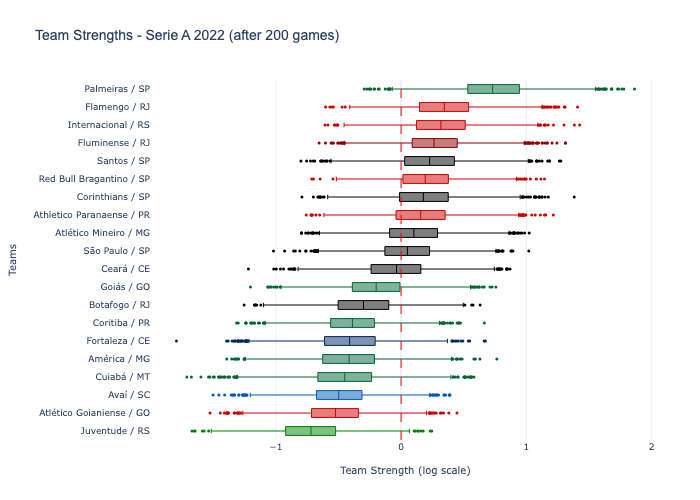 Team Strengths - Serie A 2022 (after 200 games)
Palmeiras / SP
Flamengo / RJ
Internacional / RS
Fluminense / RJ
Santos / SP
Red Bull Bragantino / SP
Corinthians / SP
Athletico Paranaense / PR
Atlético Mineiro / MG
São Paulo / SP
Ceará / CE
Goiás / GO
Botafogo / RJ
Coritiba / PR
Fortaleza / CE
América / MG
Cuiabá / MT
Avaí / SC
Atlético Goianiense / GO
Juventude / RS
Teams
−1 0 1 2
Team Strength (log scale)